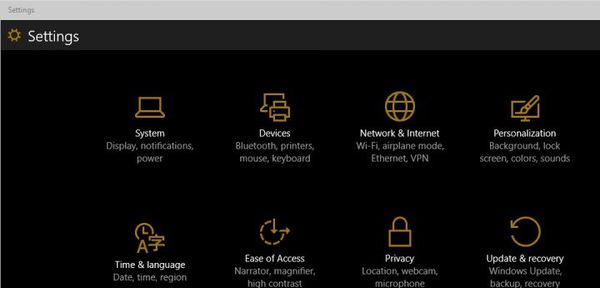 Settings
Settings
System
Display, notifications,
power
Devices
Bluetooth, printers,
mouse, keyboard
Network & Internet
Wi-Fi, airplane mode,
Ethernet, VPN
Personalization
Background, lock
screen, colors, sounds
A字
Time & language
Date, time, region
Ease of Access
Narrator, magnifier,
high contrast
Privacy
Location, webcam,
microphone
Update & recovery
Windows Update,
backup, recovery